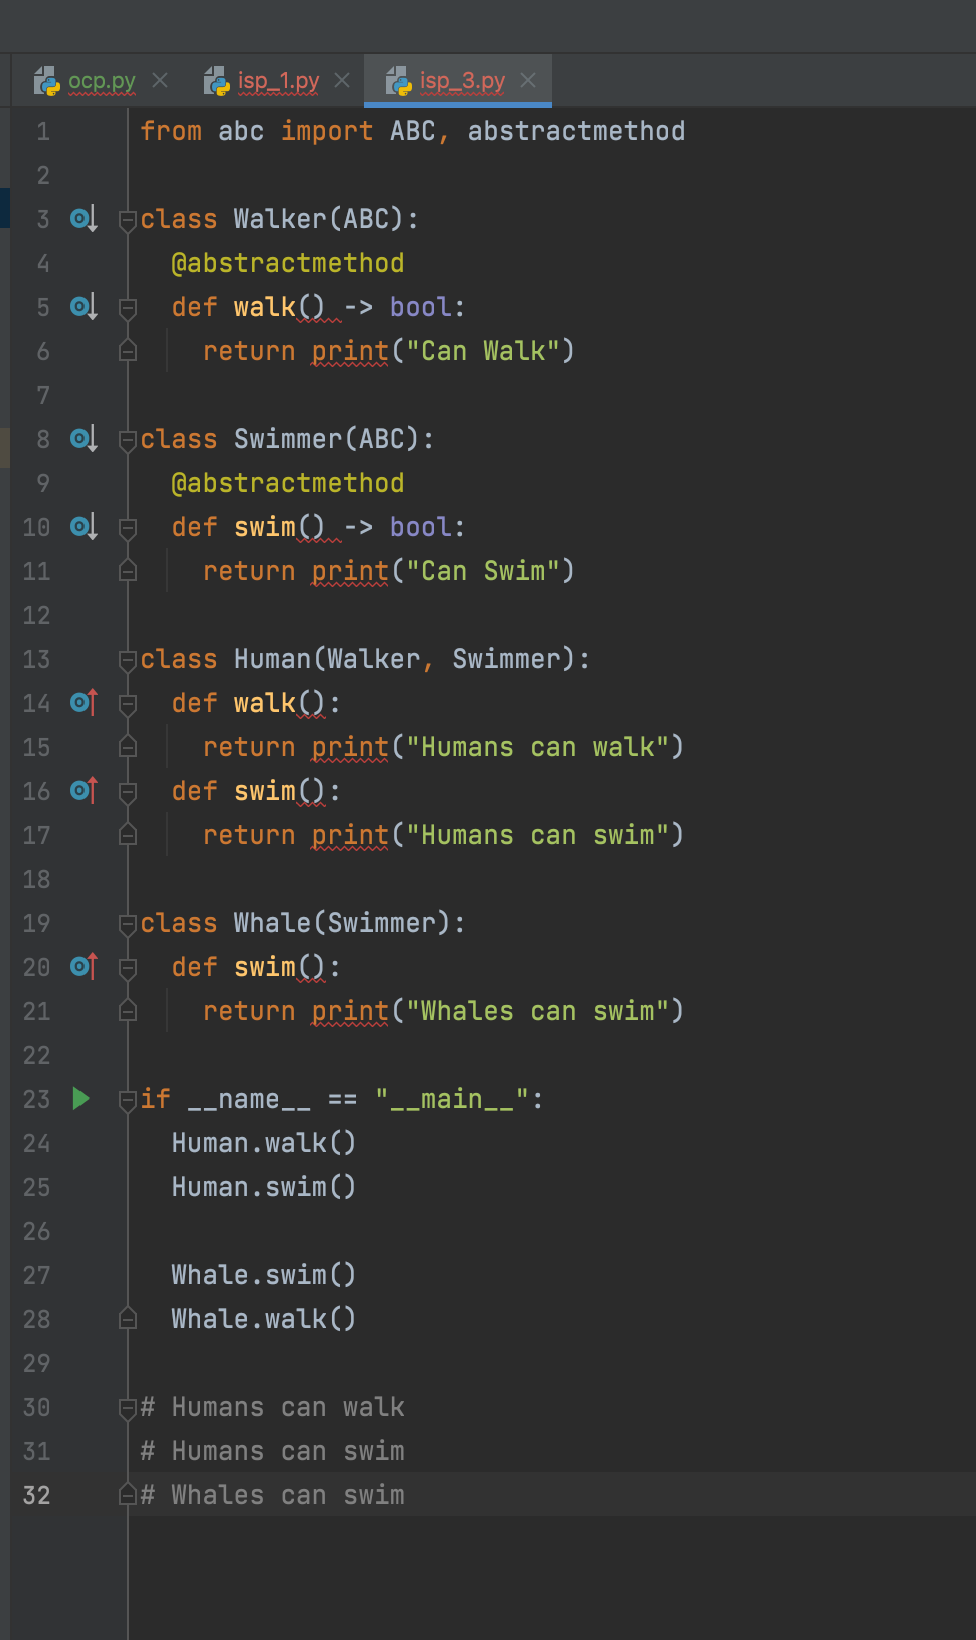 ocp.py isp_1.py isp_3.py
1 from abc import ABC, abstractmethod
2
3 class Walker(ABC):
4   @abstractmethod
5   def walk() -> bool:
6     return print("Can Walk")
7
8 class Swimmer(ABC):
9   @abstractmethod
10   def swim() -> bool:
11     return print("Can Swim")
12
13 class Human(Walker, Swimmer):
14   def walk():
15     return print("Humans can walk")
16   def swim():
17     return print("Humans can swim")
18
19 class Whale(Swimmer):
20   def swim():
21     return print("Whales can swim")
22
23 if __name__ == "__main__":
24   Human.walk()
25   Human.swim()
26
27   Whale.swim()
28   Whale.walk()
29
30 # Humans can walk
31 # Humans can swim
32 # Whales can swim